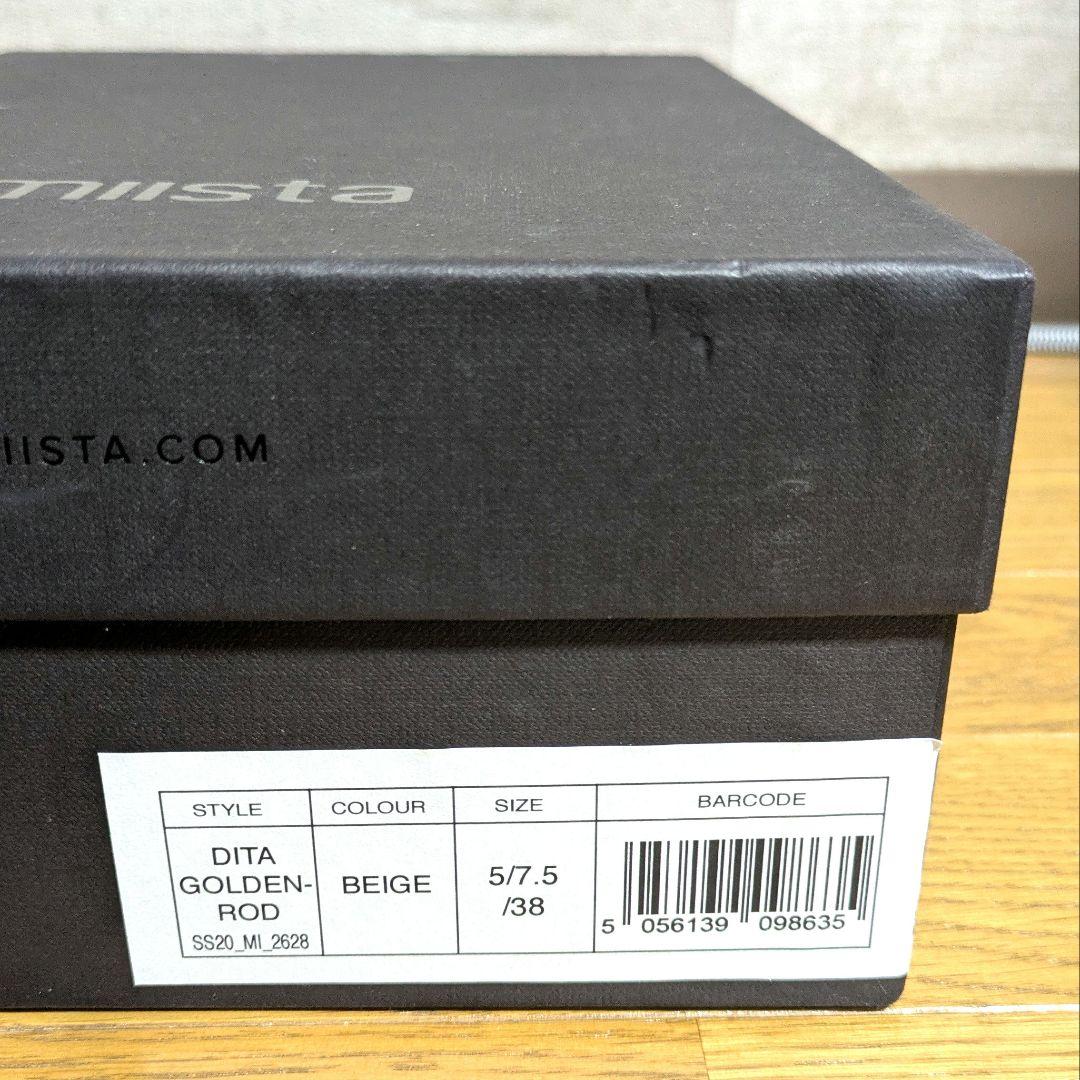 miista
IISTA.COM
STYLE COLOUR SIZE BARCODE
DITA
GOLDEN-
ROD
SS20_MI_2628
BEIGE
5/7.5
/38
5 056139 098635